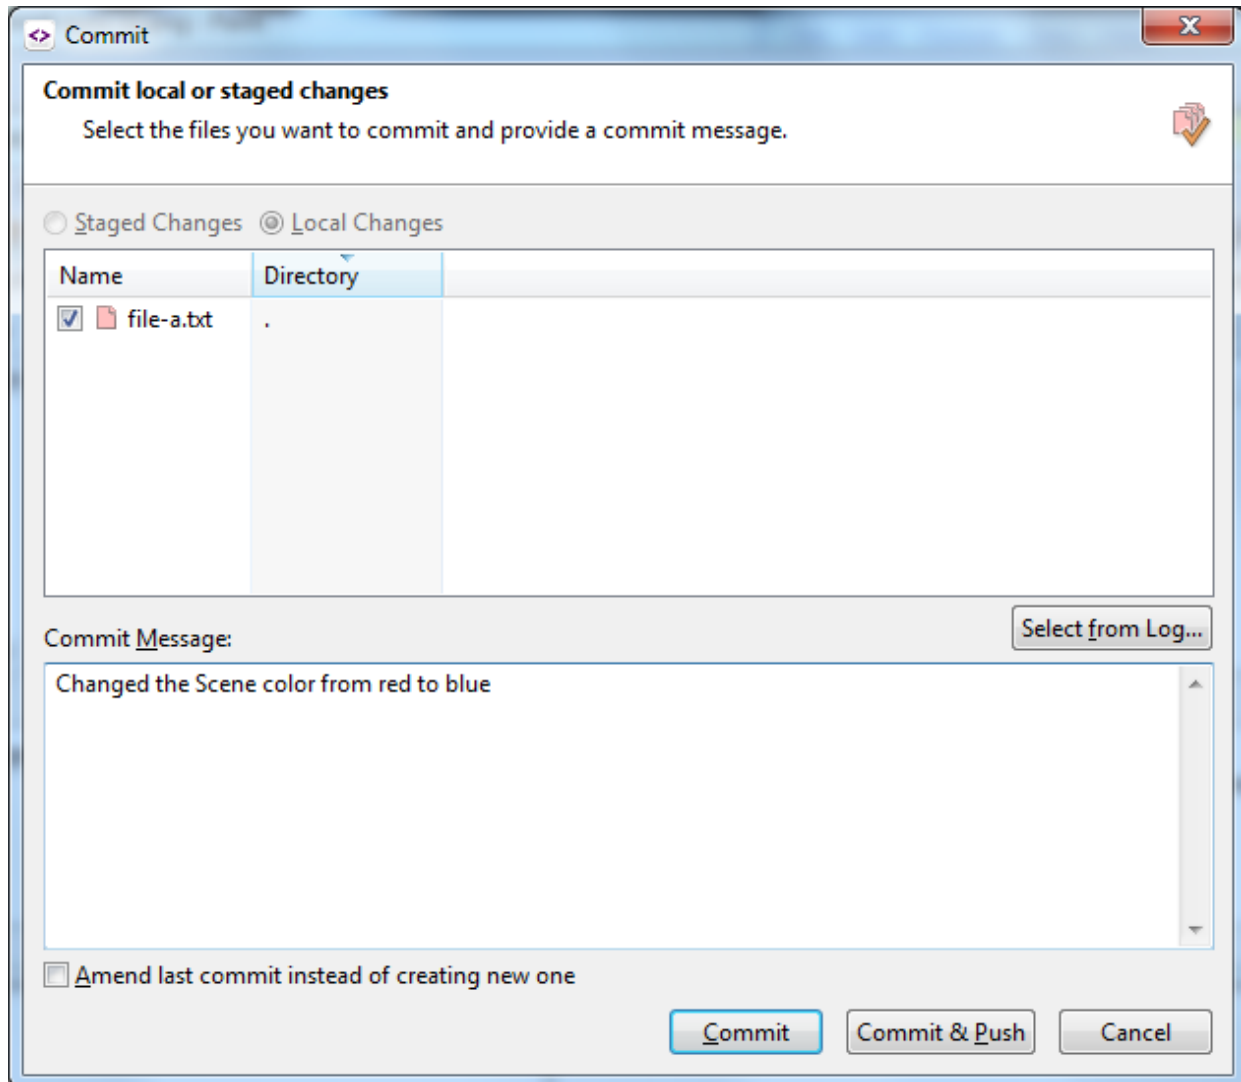 Commit
X
Commit local or staged changes
Select the files you want to commit and provide a commit message.
Staged Changes Local Changes
Name Directory
file-a.txt .
Select from Log...
Commit Message:
Changed the Scene color from red to blue
Amend last commit instead of creating new one
Commit Commit & Push Cancel